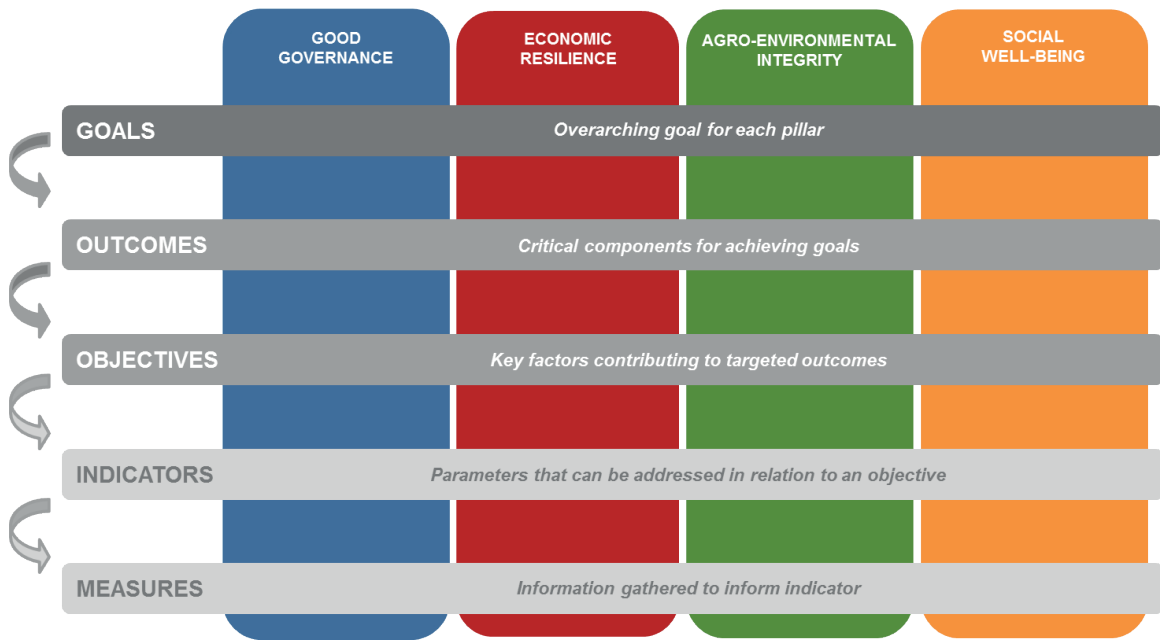 GOOD
GOVERNANCE
ECONOMIC
RESILIENCE
AGRO-ENVIRONMENTAL
INTEGRITY
SOCIAL
WELL-BEING
GOALS
Overarching goal for each pillar
OUTCOMES
Critical components for achieving goals
OBJECTIVES
Key factors contributing to targeted outcomes
INDICATORS
Parameters that can be addressed in relation to an objective
MEASURES
Information gathered to inform indicator